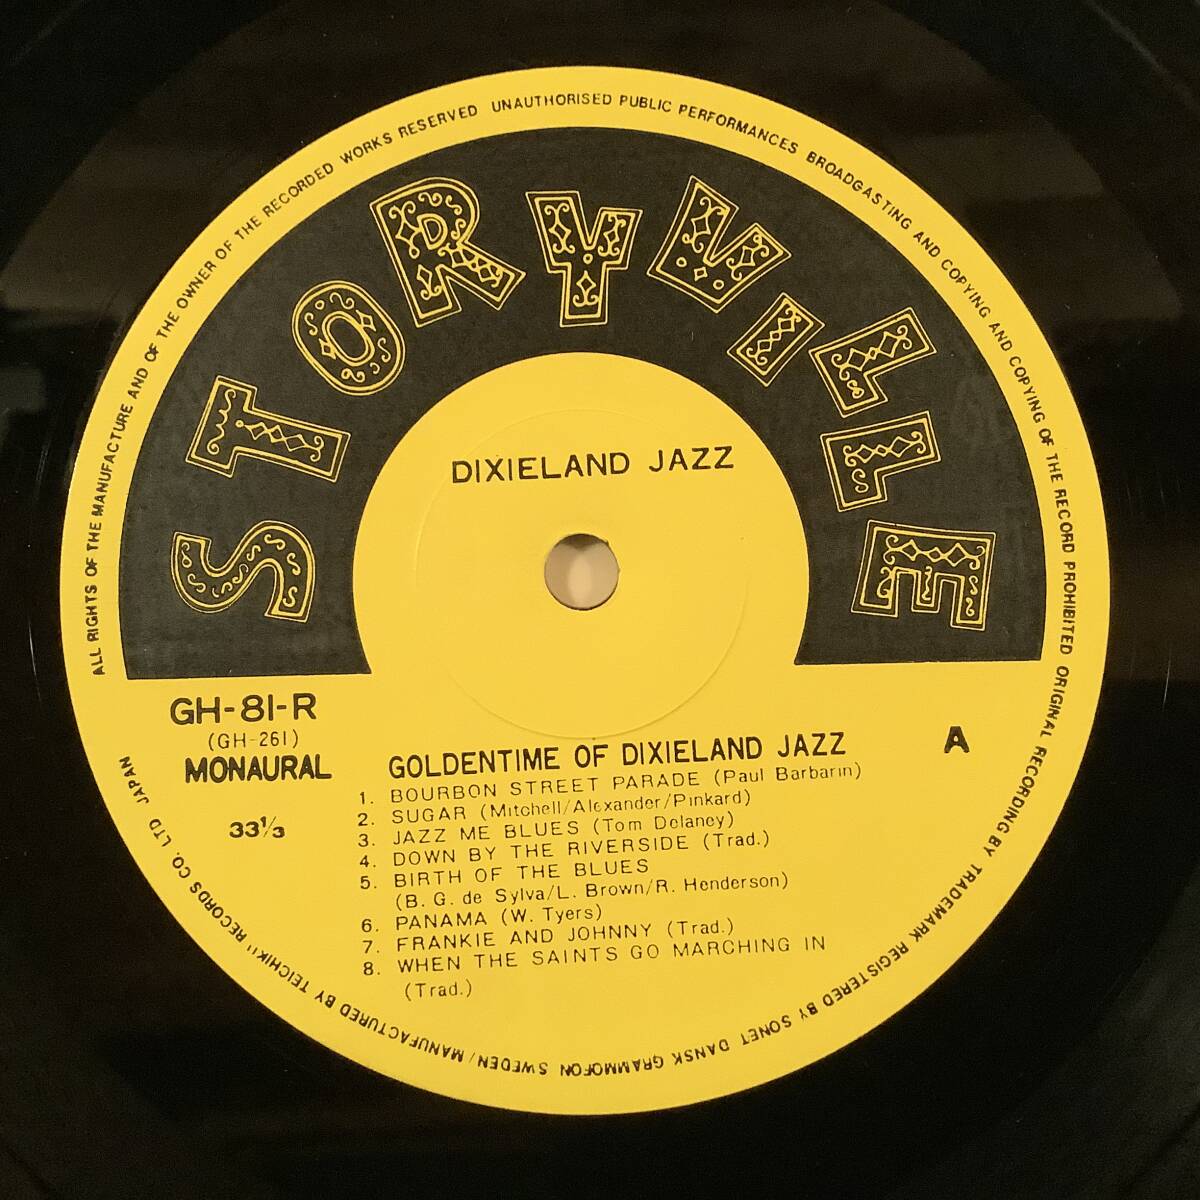 ALL RIGHTS OF THE MANUFACTURE AND OF THE OWNER OF THE RECORDED WORKS RESERVED UNAUTHORISED PUBLIC PERFORMANCES BROADGASTING AND COPYING AND COPYING OF THE RECORD PROHIBITED ORIGINAL RECORDING BY TRADEMARK REGISTERED BY SONET DANSK GRAMMOFON SWEDEN / MANUFACTURED BY TEICHIKU RECORDS CO. LTD JAPAN
STORYVILLE
DIXIELAND JAZZ
GH-81-R
(GH-261)
MONAURAL
33 1/3
A
GOLDENTIME OF DIXIELAND JAZZ
1. BOURBON STREET PARADE (Paul Barbarin)
2. SUGAR (Mitchell/Alexander/Pinkard)
3. JAZZ ME BLUES (Tom Delaney)
4. DOWN BY THE RIVERSIDE (Trad.)
5. BIRTH OF THE BLUES
(B. G. de Sylva/L. Brown/R. Henderson)
6. PANAMA (W. Tyers)
7. FRANKIE AND JOHNNY (Trad.)
8. WHEN THE SAINTS GO MARCHING IN
(Trad.)